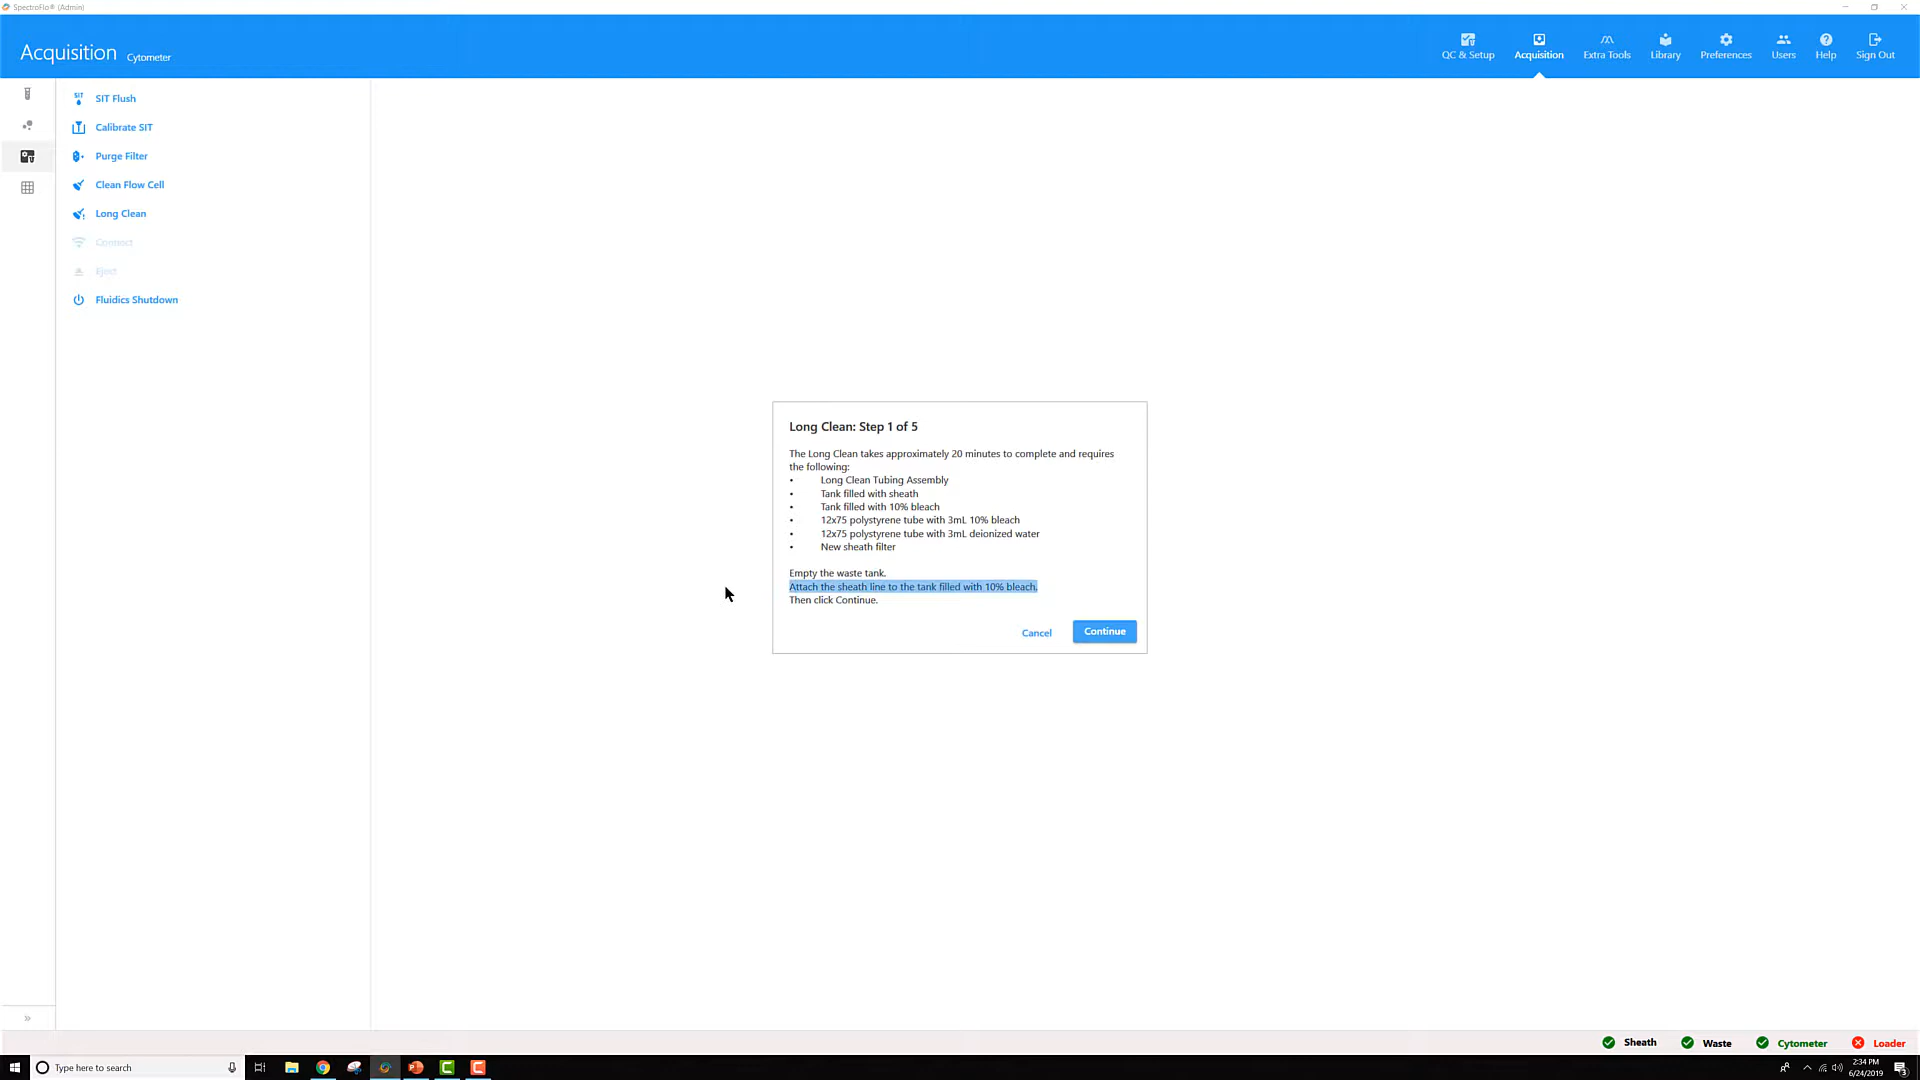 SpectroFlo® (Admin)
Acquisition Cytometer
QC & Setup
Acquisition
Extra Tools
Library
Preferences
Users
Help
Sign Out
SIT SIT Flush
Calibrate SIT
Purge Filter
Clean Flow Cell
Long Clean
Connect
Eject
Fluidics Shutdown
Long Clean: Step 1 of 5
The Long Clean takes approximately 20 minutes to complete and requires
the following:
• Long Clean Tubing Assembly
• Tank filled with sheath
• Tank filled with 10% bleach
• 12x75 polystyrene tube with 3mL 10% bleach
• 12x75 polystyrene tube with 3mL deionized water
• New sheath filter
Empty the waste tank.
Attach the sheath line to the tank filled with 10% bleach.
Then click Continue.
Cancel
Continue
Sheath
Waste
Cytometer
Loader
Type here to search
2:34 PM
6/24/2019
3